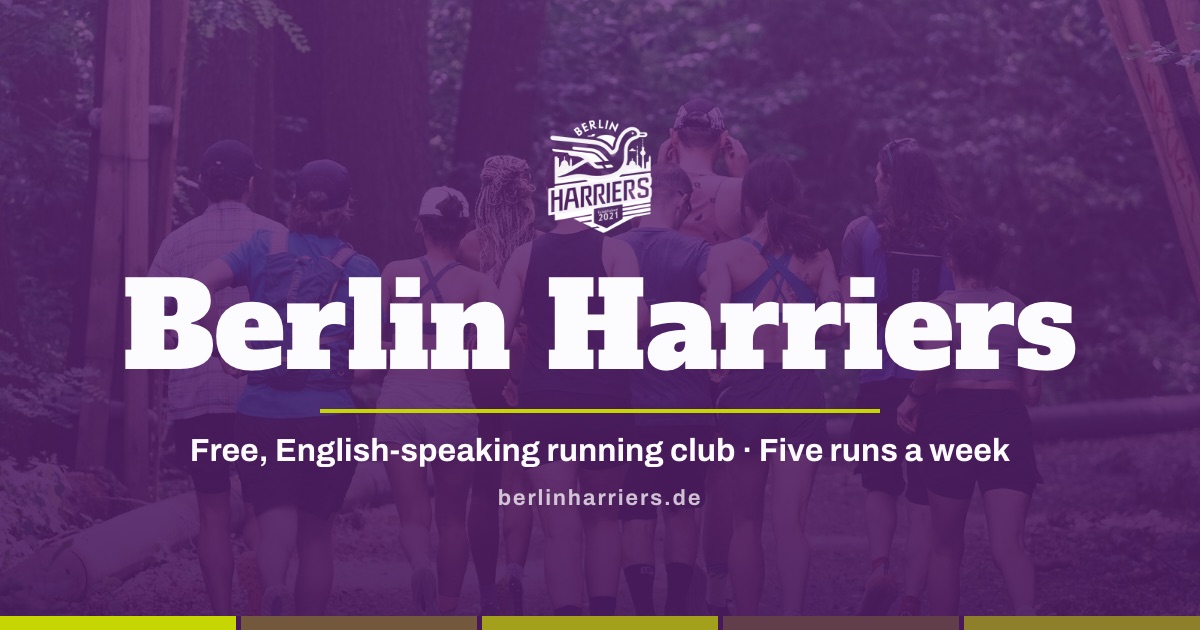 BERLIN
HARRIERS
2021
Berlin Harriers
Free, English-speaking running club · Five runs a week
berlinharriers.de